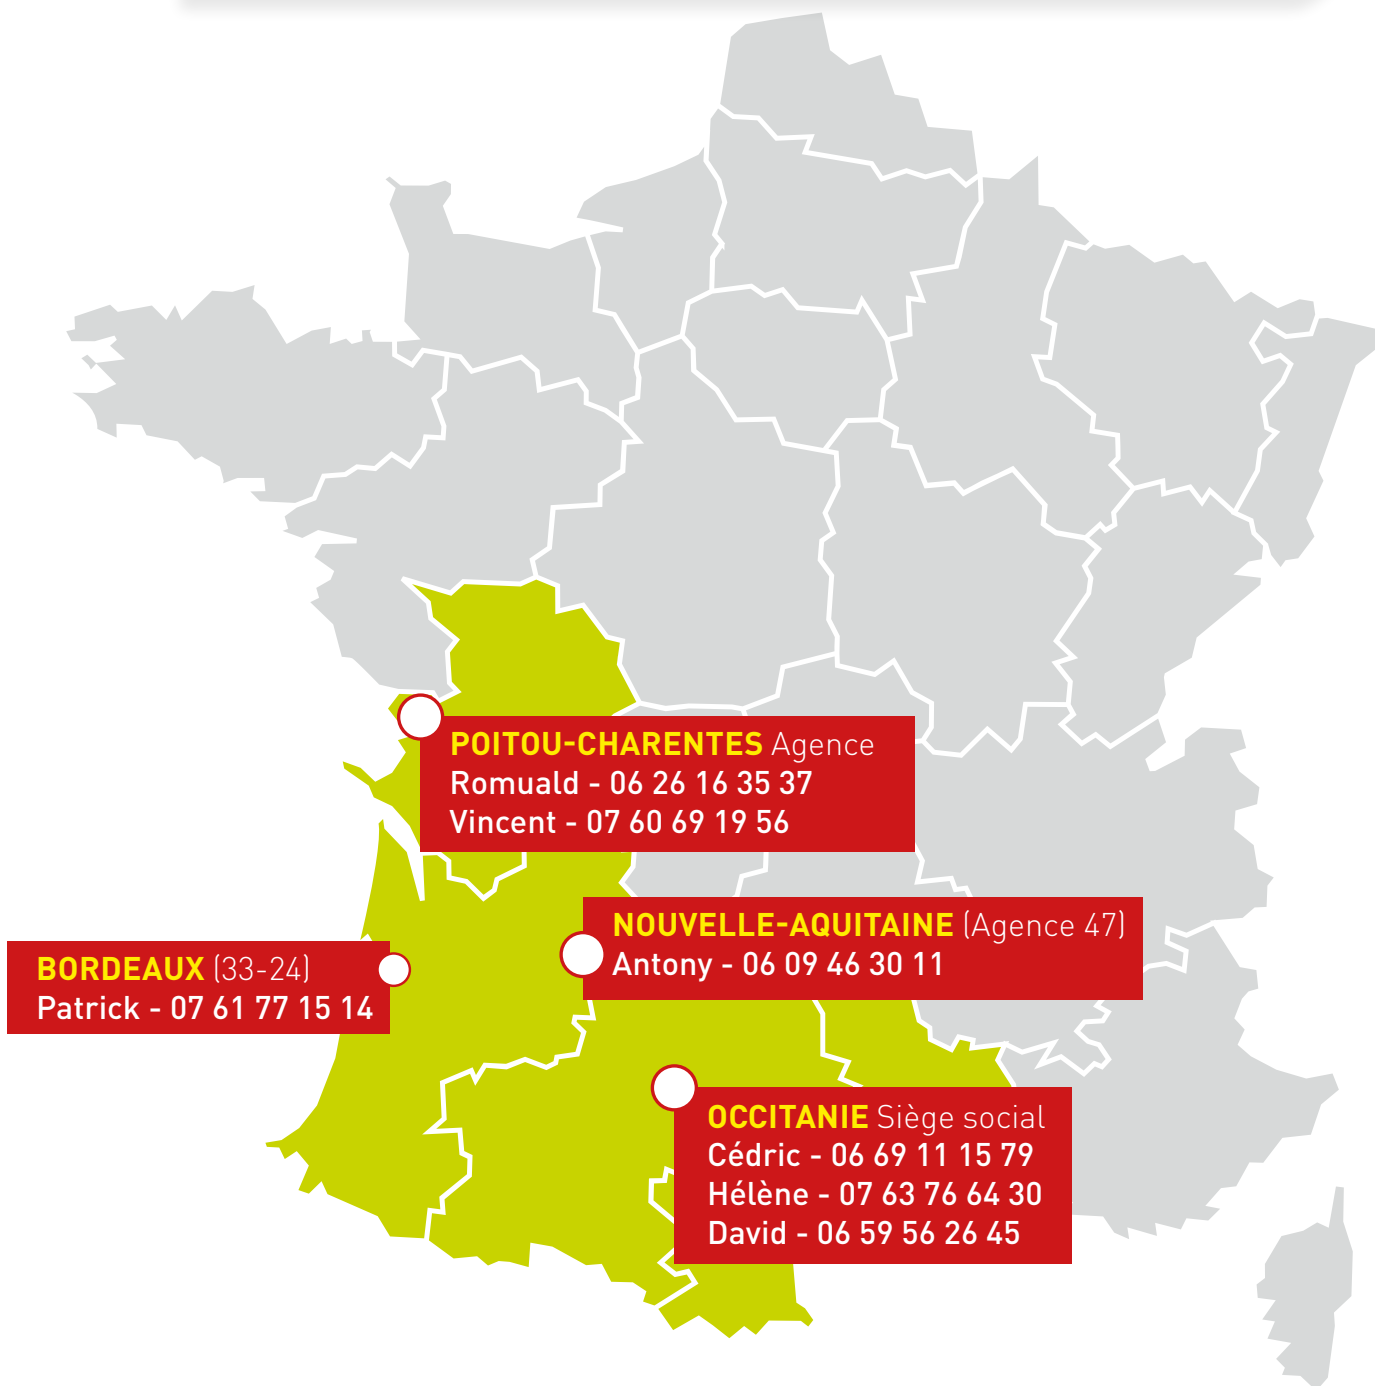 POITOU-CHARENTES Agence
Romuald - 06 26 16 35 37
Vincent - 07 60 69 19 56
NOUVELLE-AQUITAINE (Agence 47)
Antony - 06 09 46 30 11
BORDEAUX (33-24)
Patrick - 07 61 77 15 14
OCCITANIE Siège social
Cédric - 06 69 11 15 79
Hélène - 07 63 76 64 30
David - 06 59 56 26 45